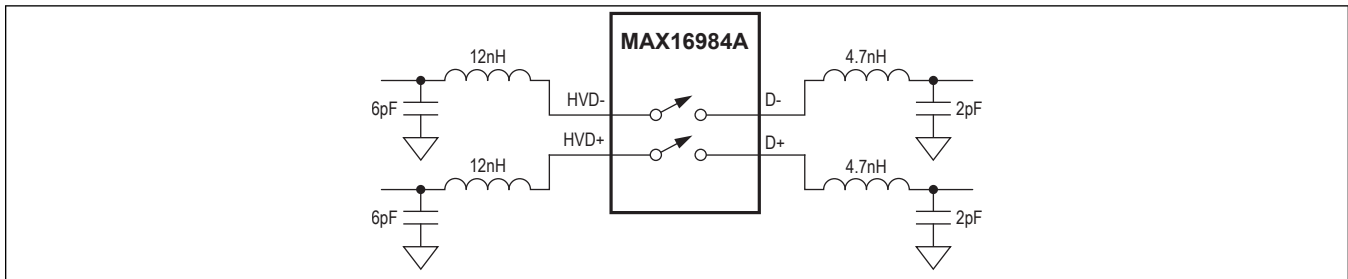 MAX16984A
12nH
4.7nH
6pF
HVD-
D-
2pF
HVD+
D+
12nH
4.7nH
6pF
2pF